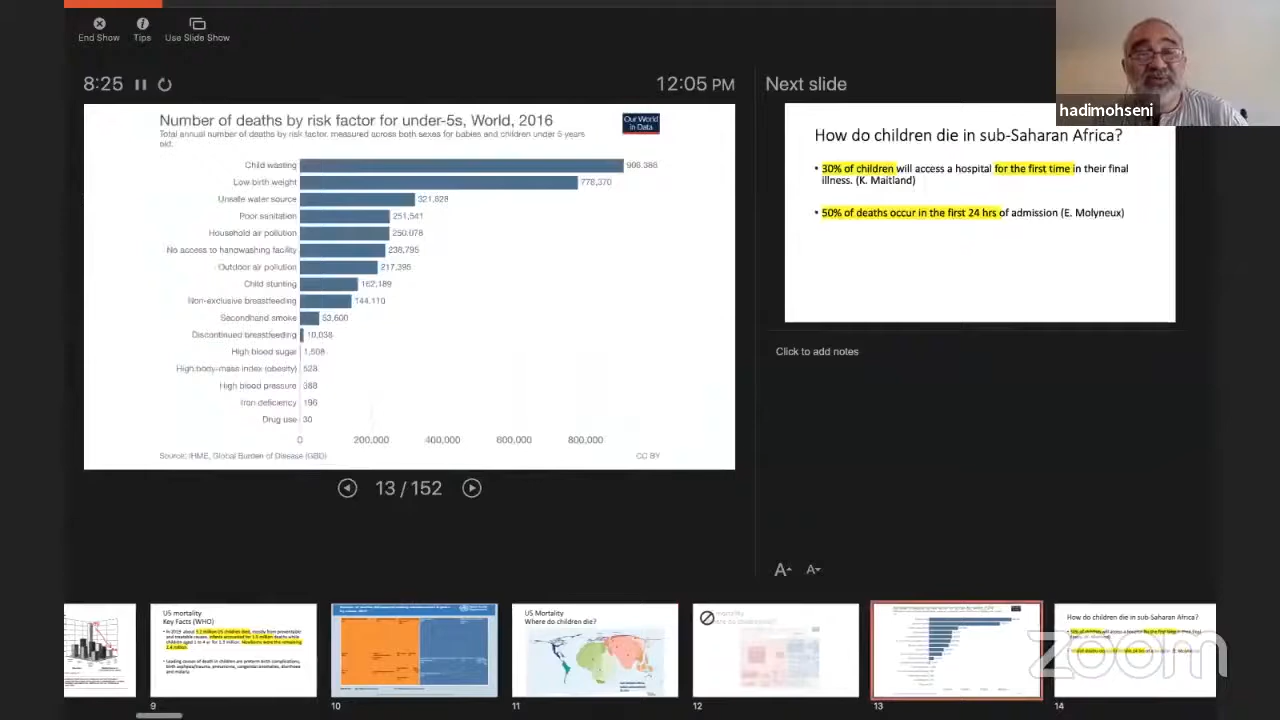 End Show
Tips
Use Slide Show
8:25
12:05 PM
Next slide
hadimohseni
Number of deaths by risk factor for under-5s, World, 2016
Total annual number of deaths by risk factor, measured across both sexes for babies and children under 5 years
old.
Our World
in Data
Child wasting
Low birth weight
778,370
Unsafe water source
Poor sanitation
251,541
Household air pollution
250,078
No access to handwashing facility
238,795
Outdoor air pollution
217,395
Child stunting
162,189
Non-exclusive breastfeeding
144,110
Secondhand smoke
53,600
Discontinued breastfeeding
High blood sugar
1,508
High body-mass index (obesity)
High blood pressure
388
Iron deficiency
196
Drug use
30
0
200,000
400,000
600,000
800,000
Source: IHME, Global Burden of Disease (GBD)
CC BY
How do children die in sub-Saharan Africa?
• 30% of children will access a hospital for the first time in their final
illness. (K. Maitland)
• 50% of deaths occur in the first 24 hrs of admission (E. Molyneux)
13 / 152
Click to add notes
A
A
U5 mortality
Key Facts (WHO)
U5 Mortality
Where do children die?
How do children die in sub-Saharan Africa?
zoom
9
10
11
12
13
14